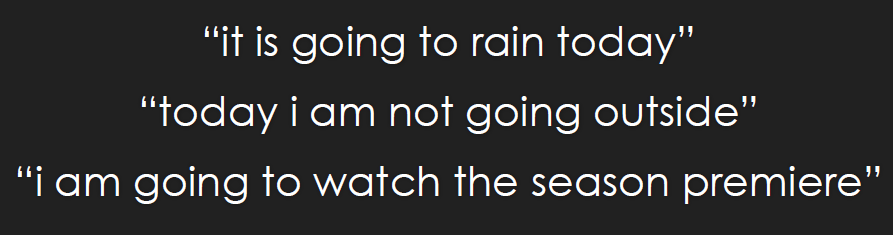 “it is going to rain today”
“today i am not going outside”
“i am going to watch the season premiere”